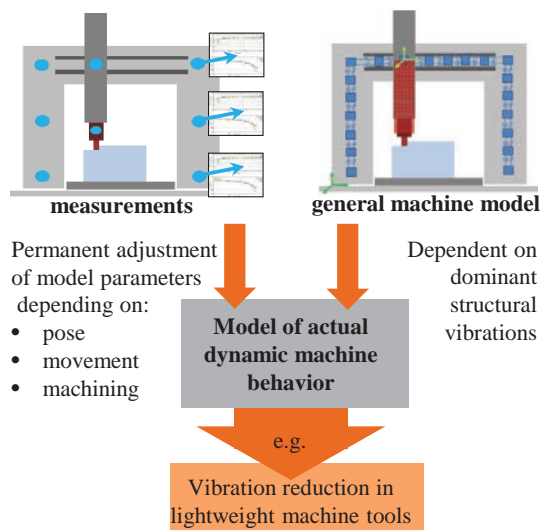 measurements
general machine model
Permanent adjustment
of model parameters
depending on:
• pose
• movement
• machining
Dependent on
dominant
structural
vibrations
Model of actual
dynamic machine
behavior
e.g.
Vibration reduction in
lightweight machine tools